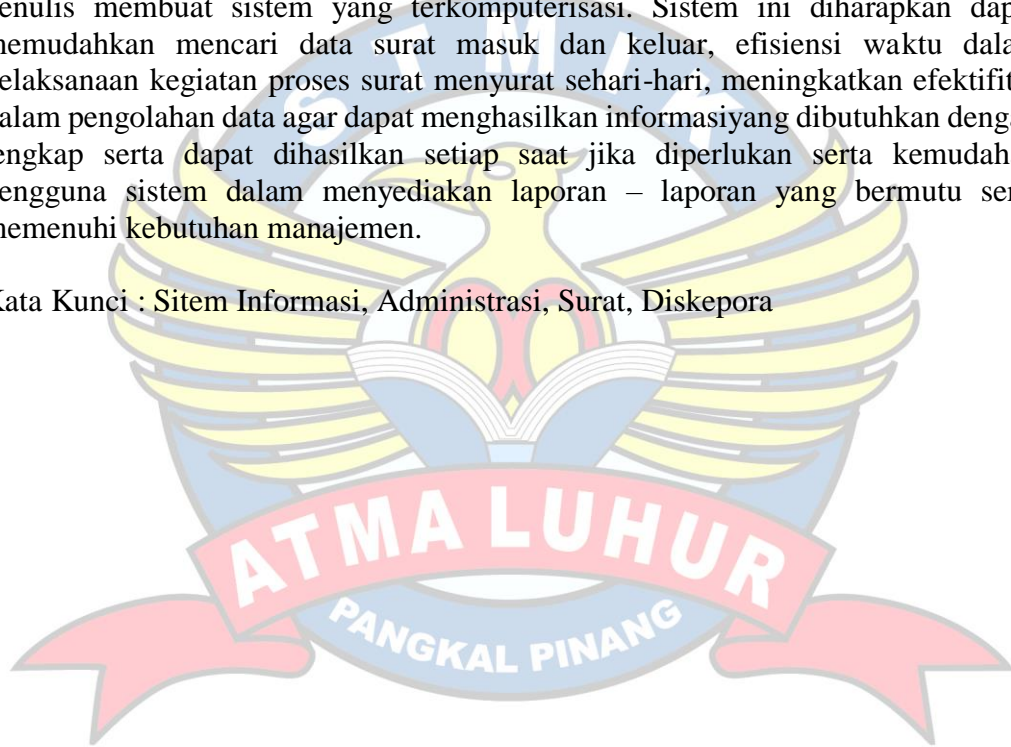 enulis membuat sistem yang terkomputerisasi. Sistem ini diharapkan dap
memudahkan mencari data surat masuk dan keluar, efisiensi waktu dala
elaksanaan kegiatan proses surat menyurat sehari-hari, meningkatkan efektifit
alam pengolahan data agar dapat menghasilkan informasiyang dibutuhkan denga
engkap serta dapat dihasilkan setiap saat jika diperlukan serta kemudah
engguna sistem dalam menyediakan laporan – laporan yang bermutu ser
memenuhi kebutuhan manajemen.
Kata Kunci : Sitem Informasi, Administrasi, Surat, Diskepora
STMIK
ATMA LUHUR
PANGKAL PINANG